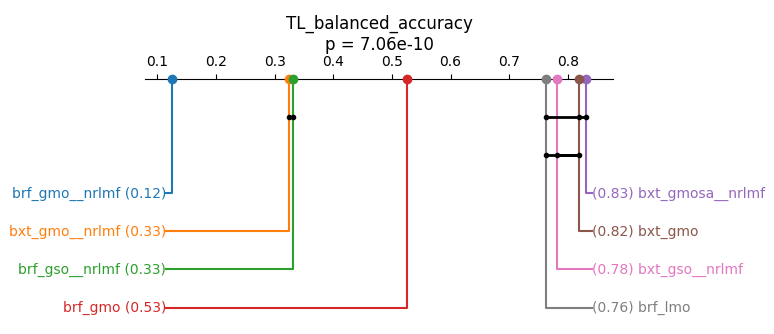 TL_balanced_accuracy
p = 7.06e-10
0.1 0.2 0.3 0.4 0.5 0.6 0.7 0.8
brf_gmo__nrlmf (0.12)
(0.83) bxt_gmosa__nrlmf
bxt_gmo__nrlmf (0.33)
(0.82) bxt_gmo
brf_gso__nrlmf (0.33)
(0.78) bxt_gso__nrlmf
brf_gmo (0.53)
(0.76) brf_lmo